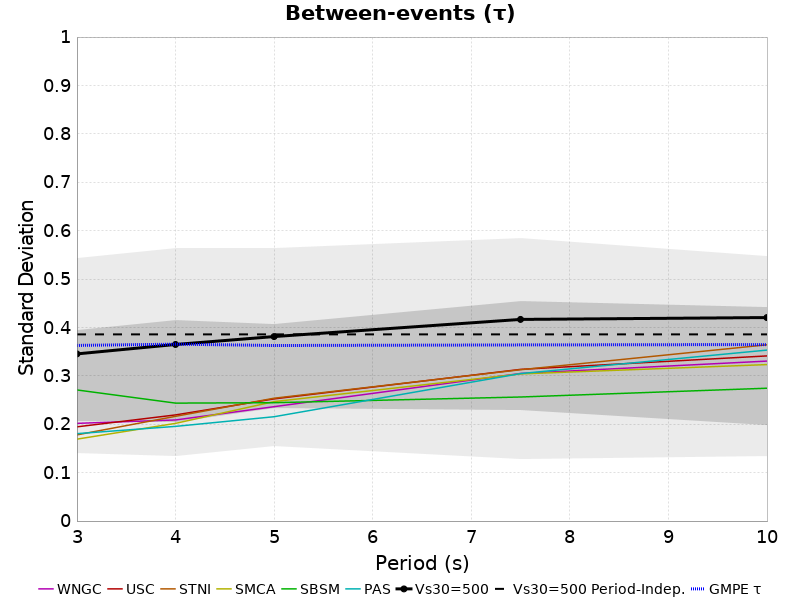 Between-events (τ)
1
0.9
0.8
0.7
0.6
0.5
0.4
0.3
0.2
0.1
0
Standard Deviation
3 4 5 6 7 8 9 10
Period (s)
WNGC USC STNI SMCA SBSM PAS Vs30=500 Vs30=500 Period-Indep. GMPE τ